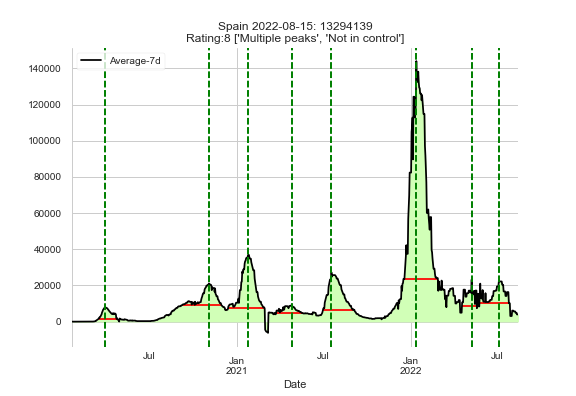 Spain 2022-08-15: 13294139
Rating:8 ['Multiple peaks', 'Not in control']
Average-7d
140000
120000
100000
80000
60000
40000
20000
0
Jul
Jan
2021
Jul
Jan
2022
Jul
Date